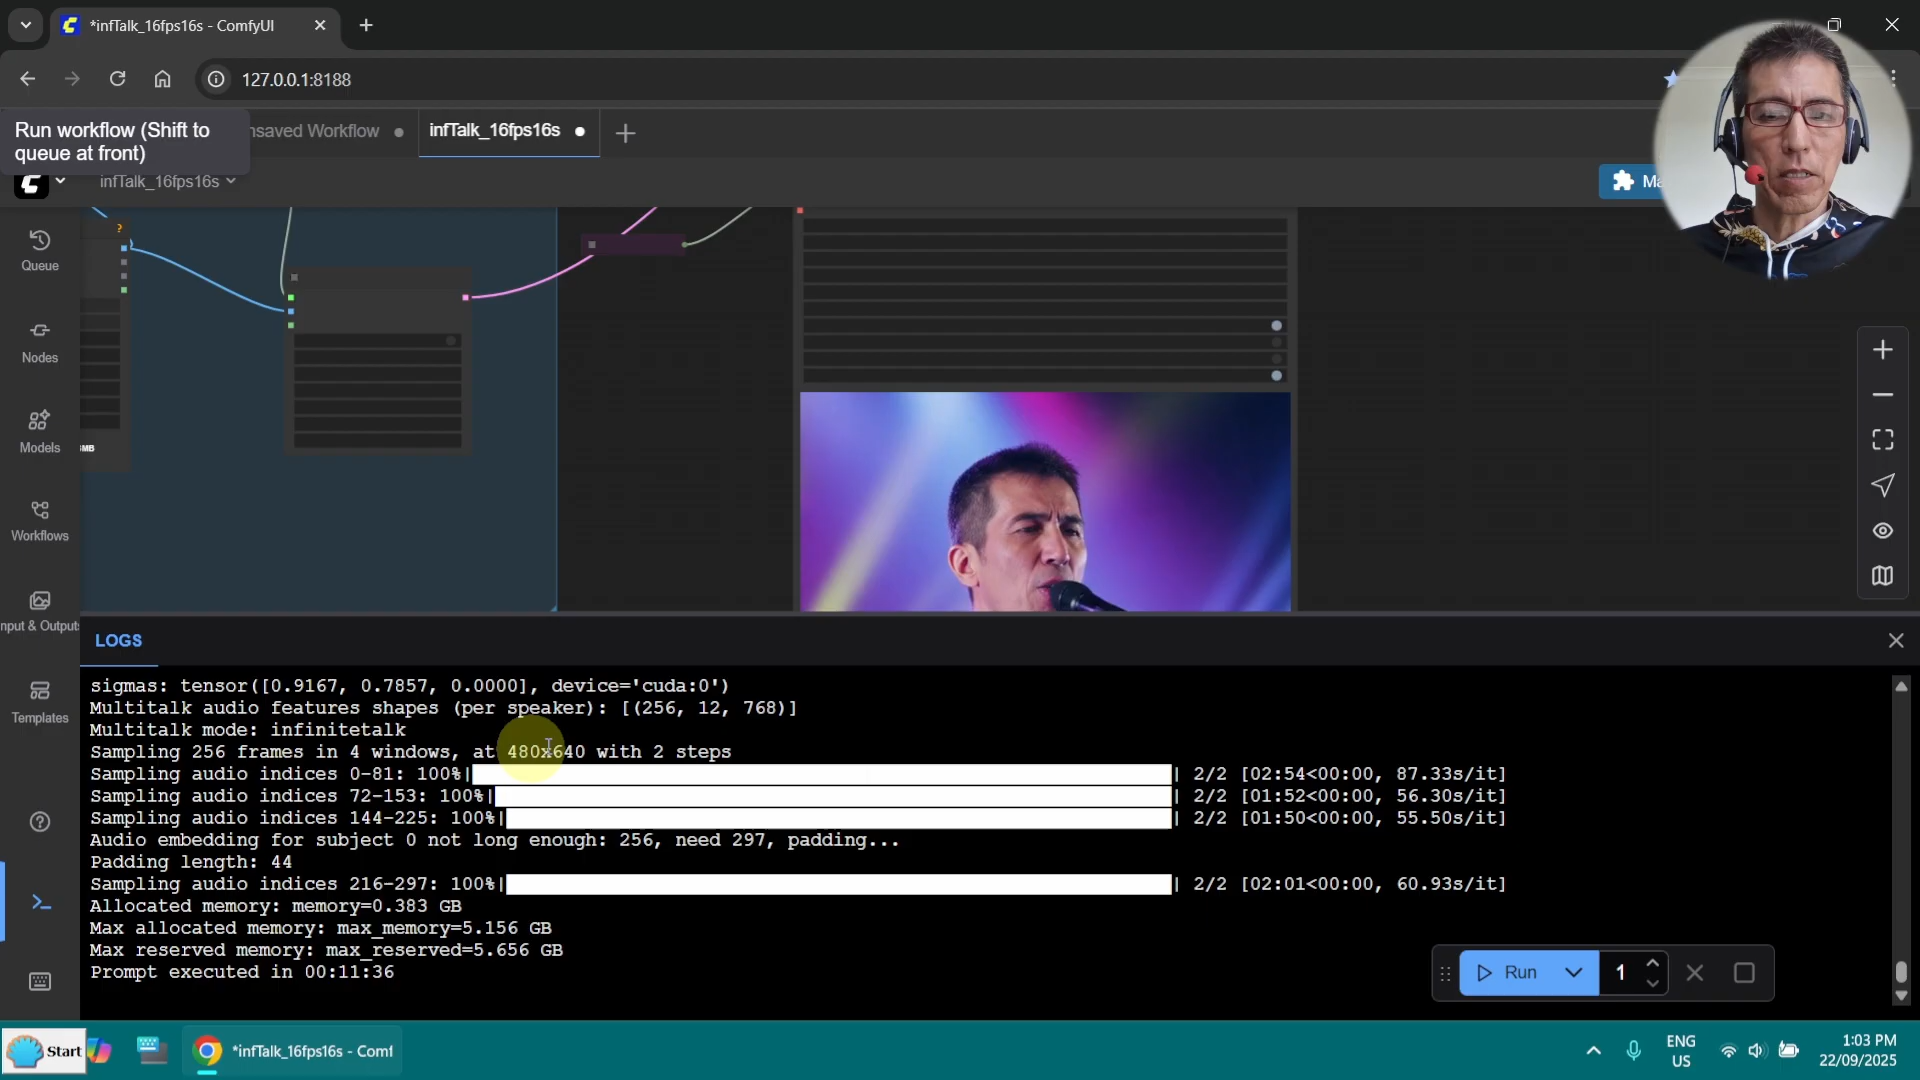 *infTalk_16fps16s - ComfyUI
127.0.0.1:8188
Run workflow (Shift to
queue at front)
nsaved Workflow
infTalk_16fps16s
infTalk_16fps16s
Ma
Queue
Nodes
Models
MB
Workflows
nput & Output
Templates
LOGS
sigmas: tensor([0.9167, 0.7857, 0.0000], device='cuda:0')
Multitalk audio features shapes (per speaker): [(256, 12, 768)]
Multitalk mode: infinitetalk
Sampling 256 frames in 4 windows, at 480x640 with 2 steps
Sampling audio indices 0-81: 100%| | 2/2 [02:54<00:00, 87.33s/it]
Sampling audio indices 72-153: 100%| | 2/2 [01:52<00:00, 56.30s/it]
Sampling audio indices 144-225: 100%| | 2/2 [01:50<00:00, 55.50s/it]
Audio embedding for subject 0 not long enough: 256, need 297, padding...
Padding length: 44
Sampling audio indices 216-297: 100%| | 2/2 [02:01<00:00, 60.93s/it]
Allocated memory: memory=0.383 GB
Max allocated memory: max_memory=5.156 GB
Max reserved memory: max_reserved=5.656 GB
Prompt executed in 00:11:36
Run
1
Start
*infTalk_16fps16s - Comf
ENG
US
1:03 PM
22/09/2025